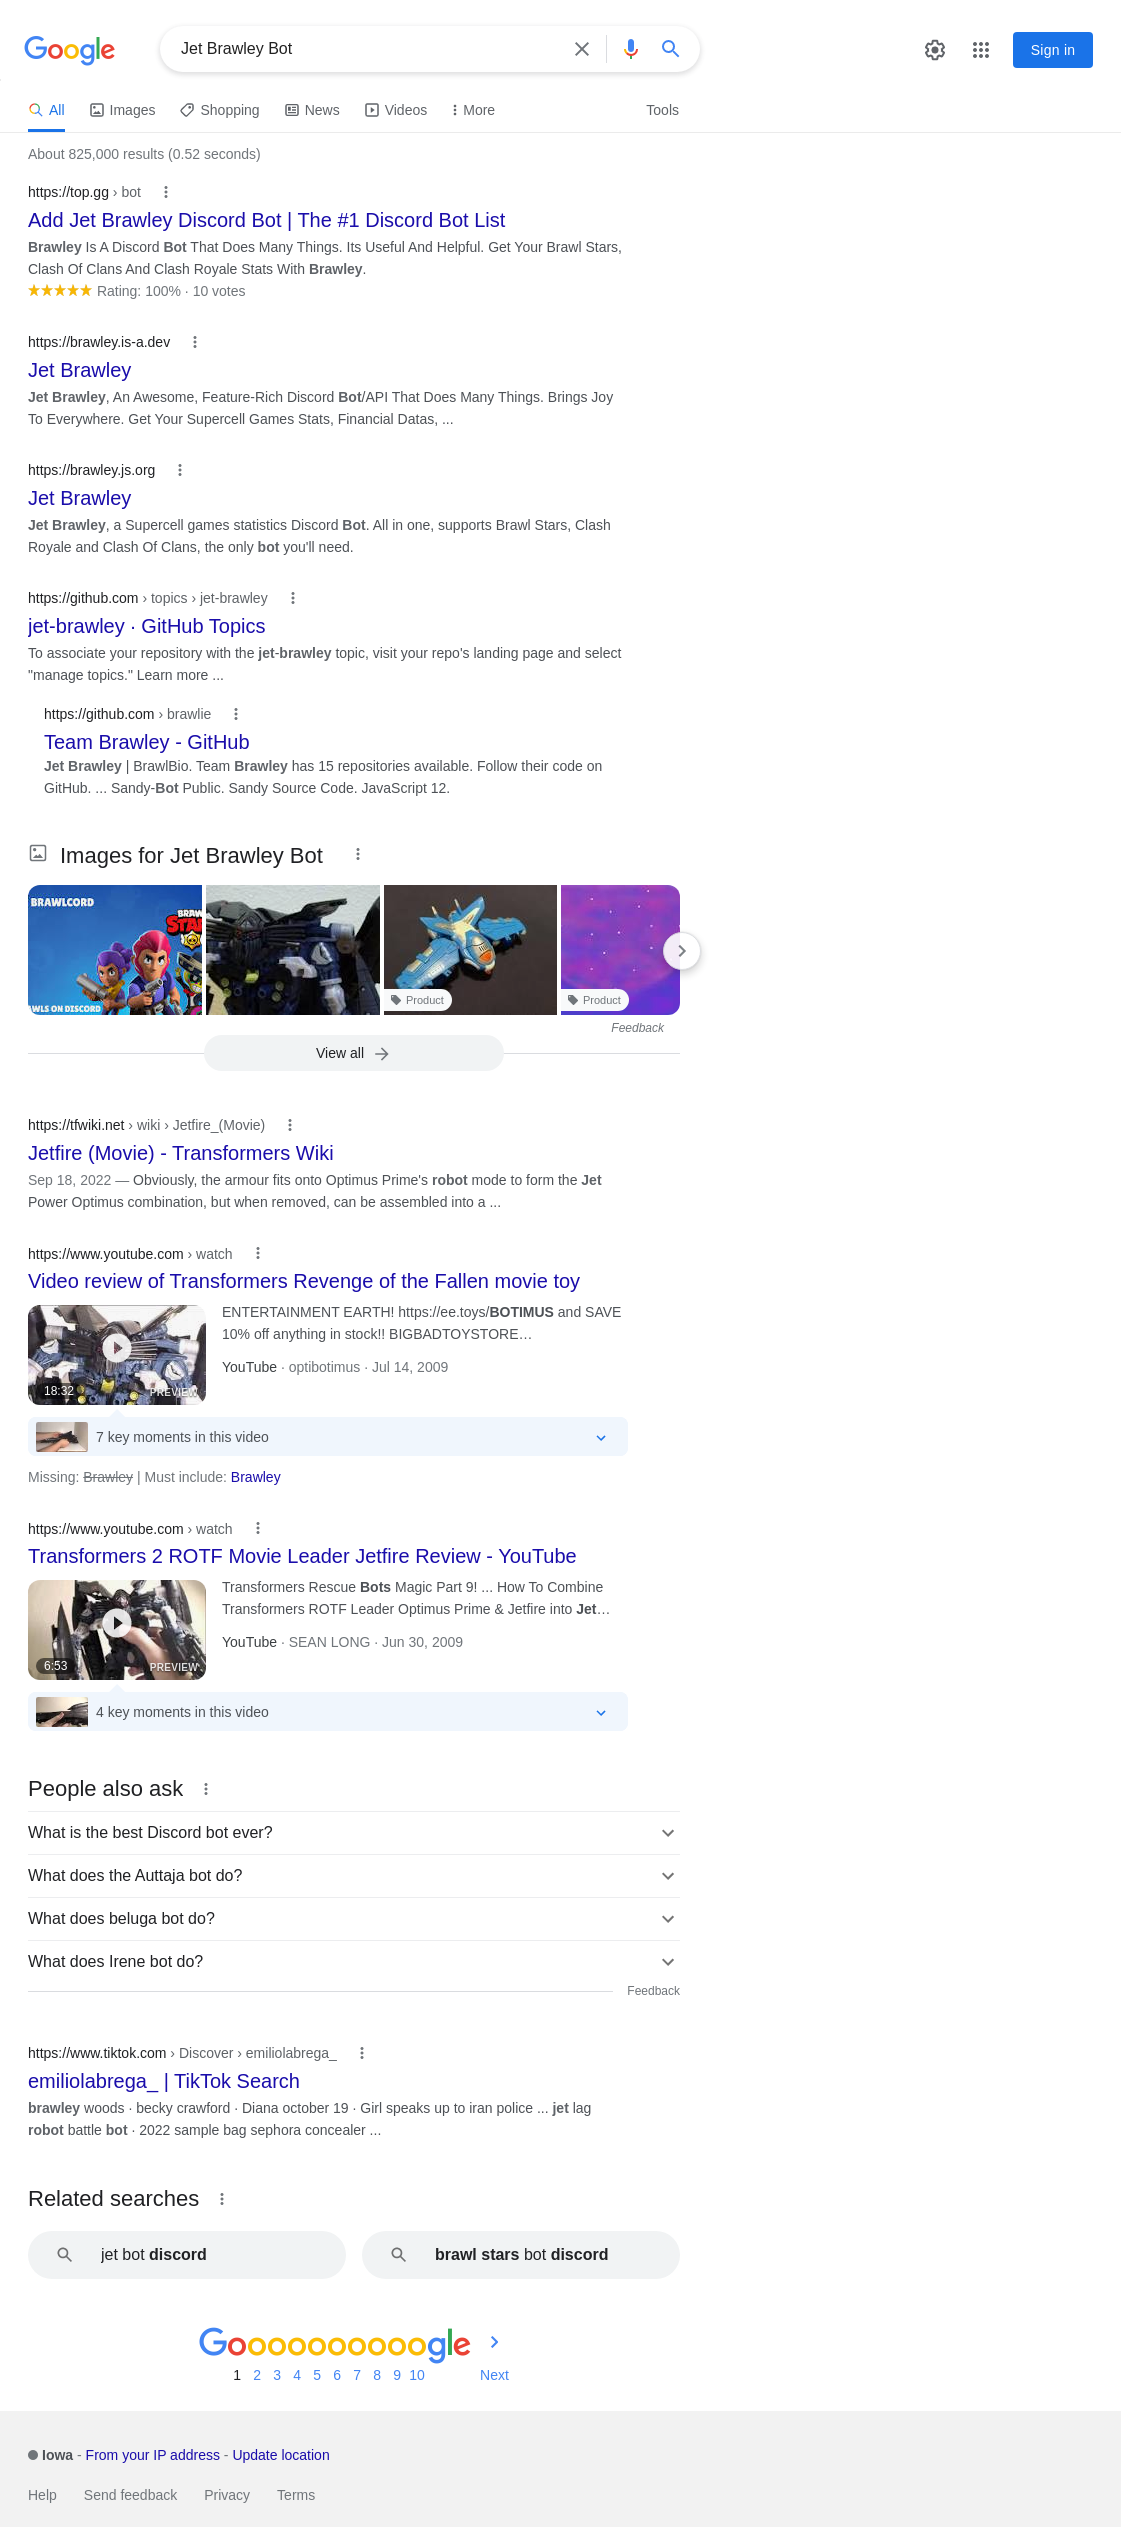 Google
Jet Brawley Bot
Sign in
All
Images
Shopping
News
Videos
More
Tools
About 825,000 results (0.52 seconds)
https://top.gg › bot
Add Jet Brawley Discord Bot | The #1 Discord Bot List
Brawley Is A Discord Bot That Does Many Things. Its Useful And Helpful. Get Your Brawl Stars,
Clash Of Clans And Clash Royale Stats With Brawley.
Rating: 100% · 10 votes
https://brawley.is-a.dev
Jet Brawley
Jet Brawley, An Awesome, Feature-Rich Discord Bot/API That Does Many Things. Brings Joy
To Everywhere. Get Your Supercell Games Stats, Financial Datas, ...
https://brawley.js.org
Jet Brawley
Jet Brawley, a Supercell games statistics Discord Bot. All in one, supports Brawl Stars, Clash
Royale and Clash Of Clans, the only bot you'll need.
https://github.com › topics › jet-brawley
jet-brawley · GitHub Topics
To associate your repository with the jet-brawley topic, visit your repo's landing page and select
"manage topics." Learn more ...
https://github.com › brawlie
Team Brawley - GitHub
Jet Brawley | BrawlBio. Team Brawley has 15 repositories available. Follow their code on
GitHub. ... Sandy-Bot Public. Sandy Source Code. JavaScript 12.
Images for Jet Brawley Bot
BRAWLCORD
BRAW
STA
AWLS ON DISCORD
Product
Product
Feedback
View all
https://tfwiki.net › wiki › Jetfire_(Movie)
Jetfire (Movie) - Transformers Wiki
Sep 18, 2022 — Obviously, the armour fits onto Optimus Prime's robot mode to form the Jet
Power Optimus combination, but when removed, can be assembled into a ...
https://www.youtube.com › watch
Video review of Transformers Revenge of the Fallen movie toy
ENTERTAINMENT EARTH! https://ee.toys/BOTIMUS and SAVE
10% off anything in stock!! BIGBADTOYSTORE…
YouTube · optibotimus · Jul 14, 2009
18:32
PREVIEW
7 key moments in this video
Missing: Brawley | Must include: Brawley
https://www.youtube.com › watch
Transformers 2 ROTF Movie Leader Jetfire Review - YouTube
Transformers Rescue Bots Magic Part 9! ... How To Combine
Transformers ROTF Leader Optimus Prime & Jetfire into Jet…
YouTube · SEAN LONG · Jun 30, 2009
6:53
PREVIEW
4 key moments in this video
People also ask
What is the best Discord bot ever?
What does the Auttaja bot do?
What does beluga bot do?
What does Irene bot do?
Feedback
https://www.tiktok.com › Discover › emiliolabrega_
emiliolabrega_ | TikTok Search
brawley woods · becky crawford · Diana october 19 · Girl speaks up to iran police ... jet lag
robot battle bot · 2022 sample bag sephora concealer ...
Related searches
jet bot discord
brawl stars bot discord
Goooooooooogle
1 2 3 4 5 6 7 8 9 10 Next
Iowa - From your IP address - Update location
Help
Send feedback
Privacy
Terms